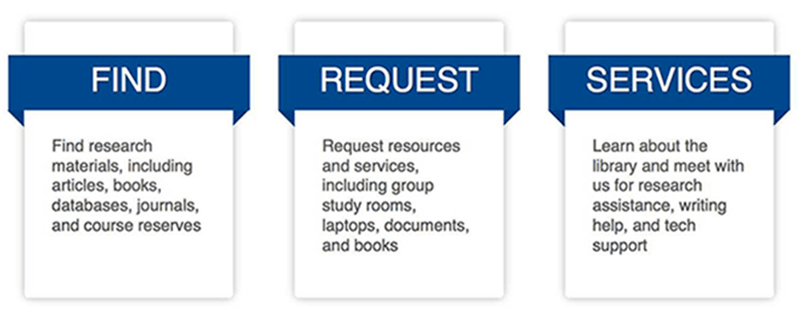 FIND
Find research
materials, including
articles, books,
databases, journals,
and course reserves
REQUEST
Request resources
and services,
including group
study rooms,
laptops, documents,
and books
SERVICES
Learn about the
library and meet with
us for research
assistance, writing
help, and tech
support